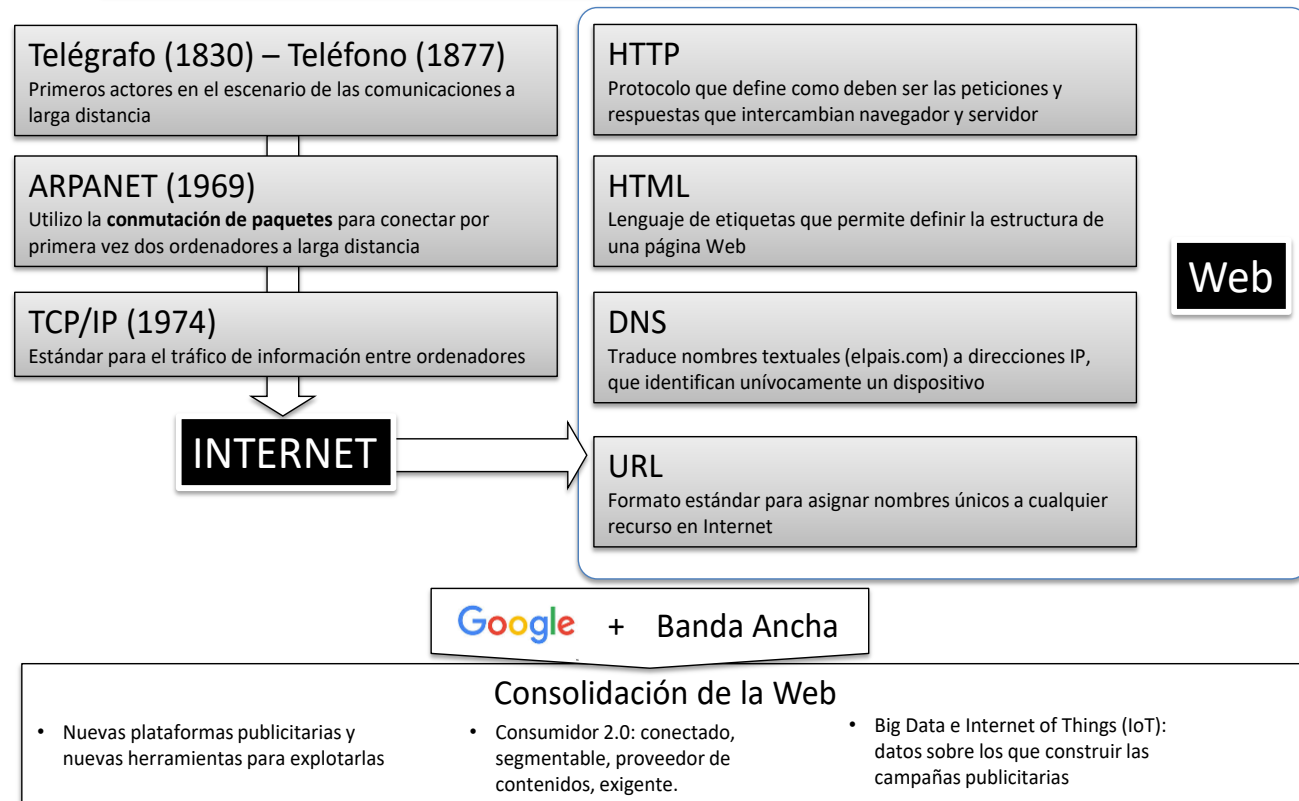 Telégrafo (1830) – Teléfono (1877)
Primeros actores en el escenario de las comunicaciones a
larga distancia
ARPANET (1969)
Utilizo la conmutación de paquetes para conectar por
primera vez dos ordenadores a larga distancia
TCP/IP (1974)
Estándar para el tráfico de información entre ordenadores
INTERNET
HTTP
Protocolo que define como deben ser las peticiones y
respuestas que intercambian navegador y servidor
HTML
Lenguaje de etiquetas que permite definir la estructura de
una página Web
DNS
Traduce nombres textuales (elpais.com) a direcciones IP,
que identifican unívocamente un dispositivo
URL
Formato estándar para asignar nombres únicos a cualquier
recurso en Internet
Web
Google + Banda Ancha
Consolidación de la Web
• Nuevas plataformas publicitarias y
nuevas herramientas para explotarlas
• Consumidor 2.0: conectado,
segmentable, proveedor de
contenidos, exigente.
• Big Data e Internet of Things (IoT):
datos sobre los que construir las
campañas publicitarias